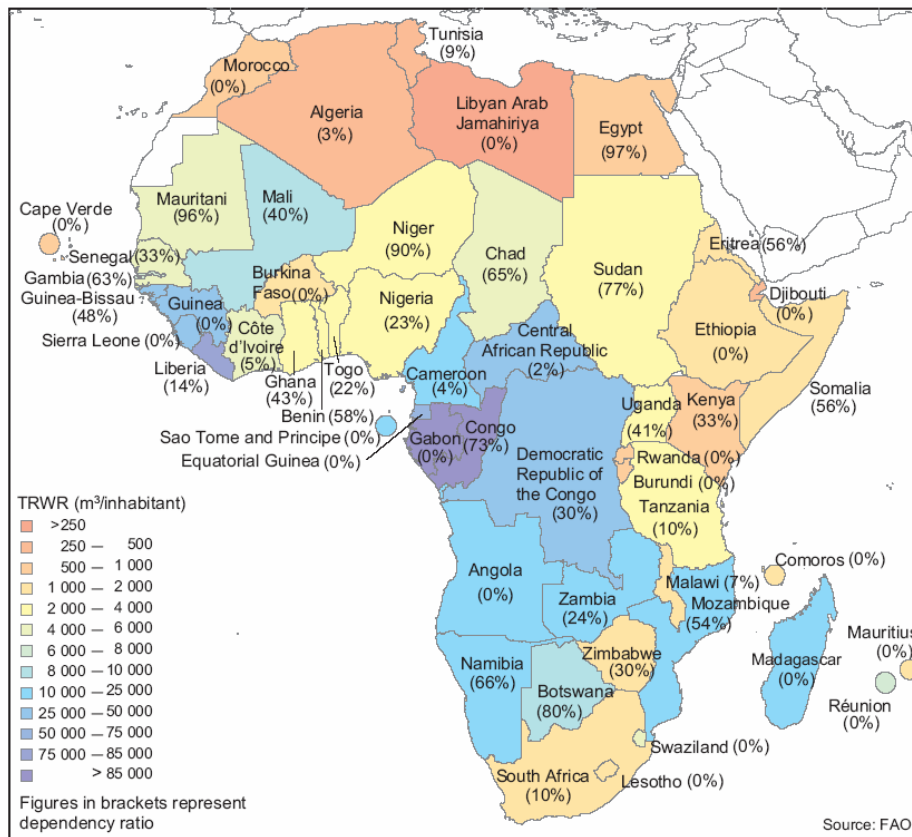 Tunisia
(9%)
Morocco
(0%)
Algeria
(3%)
Libyan Arab
Jamahiriya
(0%)
Egypt
(97%)
Mauritani
(96%)
Mali
(40%)
Niger
(90%)
Chad
(65%)
Sudan
(77%)
Eritrea (56%)
Cape Verde
(0%)
Senegal (33%)
Gambia (63%)
Guinea-Bissau
(48%)
Guinea
(0%)
Sierra Leone (0%)
Liberia
(14%)
Burkina
Faso (0%)
Côte
d'Ivoire
(5%)
Ghana
(43%)
Togo
(22%)
Benin (58%)
Nigeria
(23%)
Djibouti
(0%)
Ethiopia
(0%)
Somalia
(56%)
Central
African Republic
(2%)
Cameroon
(4%)
Sao Tome and Principe (0%)
Equatorial Guinea (0%)
Gabon
(0%)
Congo
(73%)
Democratic
Republic of
the Congo
(30%)
Uganda
(41%)
Kenya
(33%)
Rwanda (0%)
Burundi (0%)
Tanzania
(10%)
Angola
(0%)
Zambia
(24%)
Malawi (7%)
Mozambique
(54%)
Comoros (0%)
Mauritius
(0%)
Madagascar
(0%)
Réunion
(0%)
Namibia
(66%)
Botswana
(80%)
Zimbabwe
(30%)
Swaziland (0%)
South Africa
(10%)
Lesotho (0%)
TRWR (m³/inhabitant)
>250
250 — 500
500 — 1 000
1 000 — 2 000
2 000 — 4 000
4 000 — 6 000
6 000 — 8 000
8 000 — 10 000
10 000 — 25 000
25 000 — 50 000
50 000 — 75 000
75 000 — 85 000
> 85 000
Figures in brackets represent
dependency ratio
Source: FAO